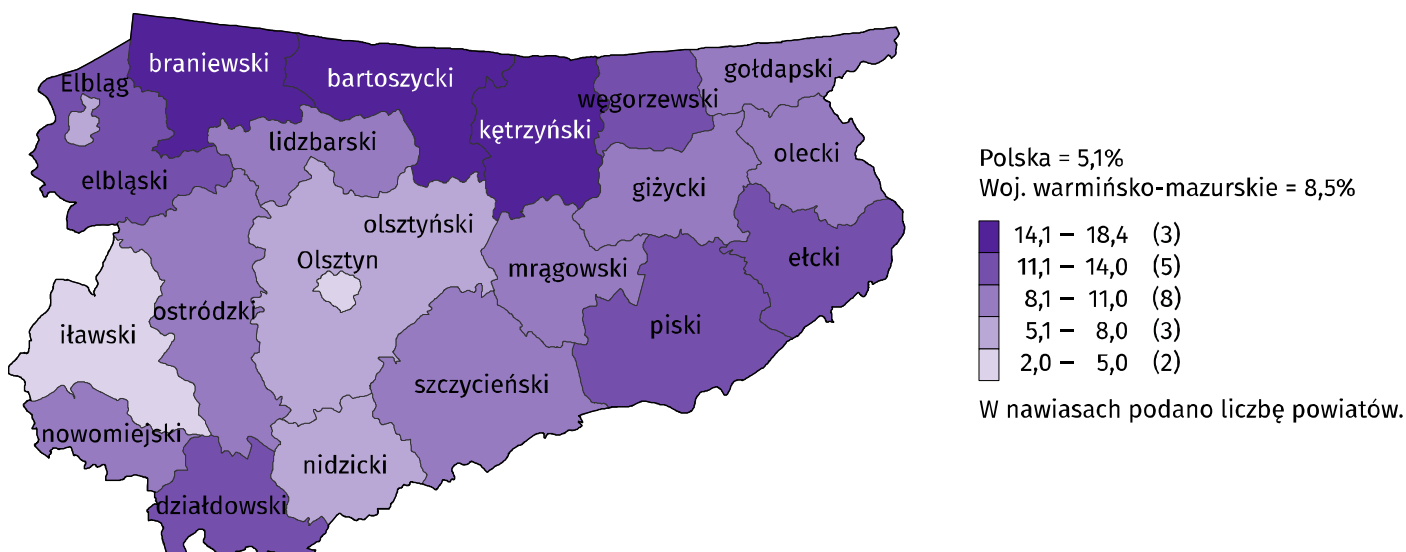 braniewski
bartoszycki
gołdapski
Elbląg
węgorzewski
kętrzyński
lidzbarski
olecki
elbląski
giżycki
olsztyński
Olsztyn
mrągowski
ełcki
ostródzki
iławski
piski
szczycieński
nowomiejski
nidzicki
działdowski
Polska = 5,1%
Woj. warmińsko-mazurskie = 8,5%
14,1 – 18,4 (3)
11,1 – 14,0 (5)
8,1 – 11,0 (8)
5,1 – 8,0 (3)
2,0 – 5,0 (2)
W nawiasach podano liczbę powiatów.